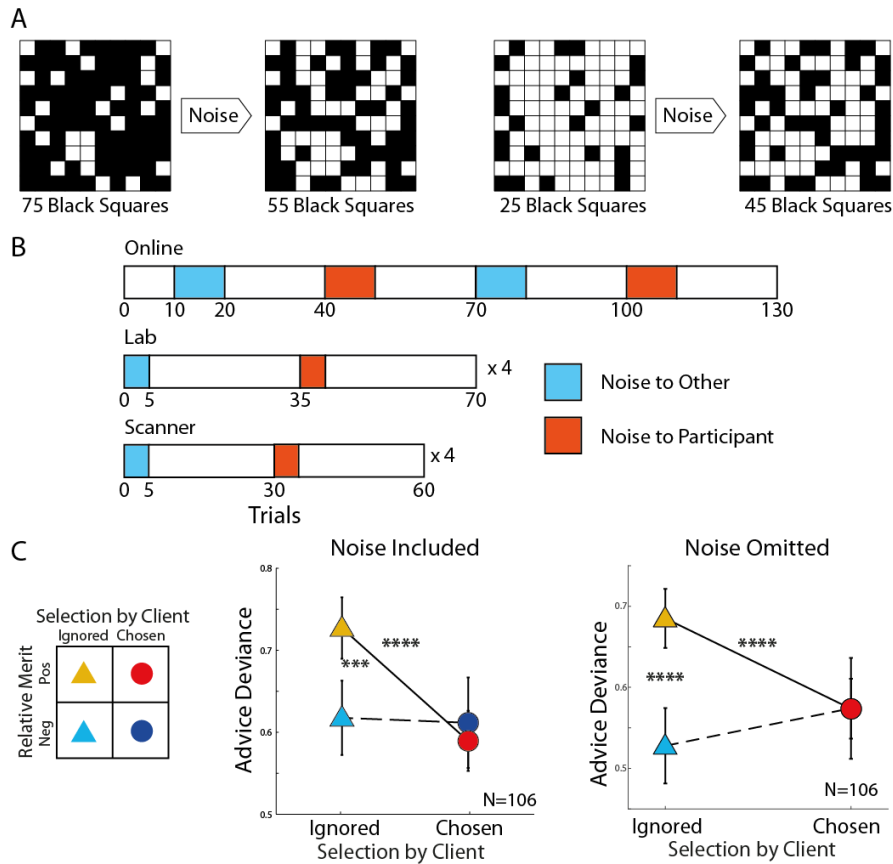 A
Noise
Noise
75 Black Squares
55 Black Squares
25 Black Squares
45 Black Squares
B
Online
0 10 20 40 70 100 130
Lab
x 4
0 5 35 70
Scanner
x 4
0 5 30 60
Trials
Noise to Other
Noise to Participant
C
Selection by Client
Ignored Chosen
Relative Merit
Pos
Neg
Noise Included
Advice Deviance
0.8
0.7
0.6
0.5
****
***
N=106
Ignored Chosen
Selection by Client
Noise Omitted
Advice Deviance
0.7
0.6
0.5
****
****
N=106
Ignored Chosen
Selection by Client